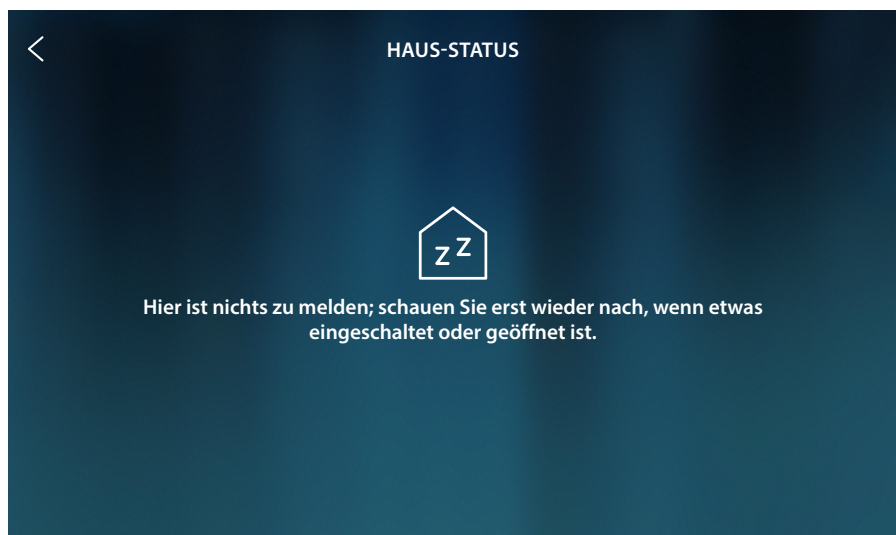 HAUS-STATUS
z Z
Hier ist nichts zu melden; schauen Sie erst wieder nach, wenn etwas
eingeschaltet oder geöffnet ist.